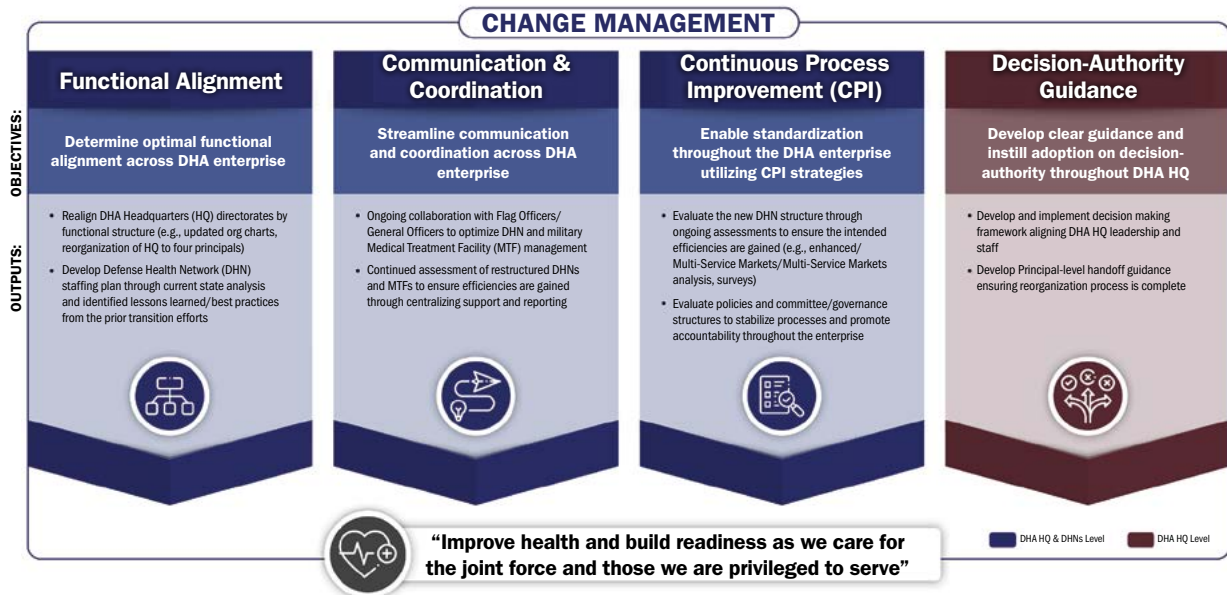 CHANGE MANAGEMENT
OBJECTIVES:
OUTPUTS:
Functional Alignment
Determine optimal functional
alignment across DHA enterprise
• Realign DHA Headquarters (HQ) directorates by
functional structure (e.g., updated org charts,
reorganization of HQ to four principals)
• Develop Defense Health Network (DHN)
staffing plan through current state analysis
and identified lessons learned/best practices
from the prior transition efforts
Communication &
Coordination
Streamline communication
and coordination across DHA
enterprise
• Ongoing collaboration with Flag Officers/
General Officers to optimize DHN and military
Medical Treatment Facility (MTF) management
• Continued assessment of restructured DHNs
and MTFs to ensure efficiencies are gained
through centralizing support and reporting
Continuous Process
Improvement (CPI)
Enable standardization
throughout the DHA enterprise
utilizing CPI strategies
• Evaluate the new DHN structure through
ongoing assessments to ensure the intended
efficiencies are gained (e.g., enhanced/
Multi-Service Markets/Multi-Service Markets
analysis, surveys)
• Evaluate policies and committee/governance
structures to stabilize processes and promote
accountability throughout the enterprise
Decision-Authority
Guidance
Develop clear guidance and
instill adoption on decision-
authority throughout DHA HQ
• Develop and implement decision making
framework aligning DHA HQ leadership and
staff
• Develop Principal-level handoff guidance
ensuring reorganization process is complete
"Improve health and build readiness as we care for
the joint force and those we are privileged to serve"
DHA HQ & DHNs Level
DHA HQ Level